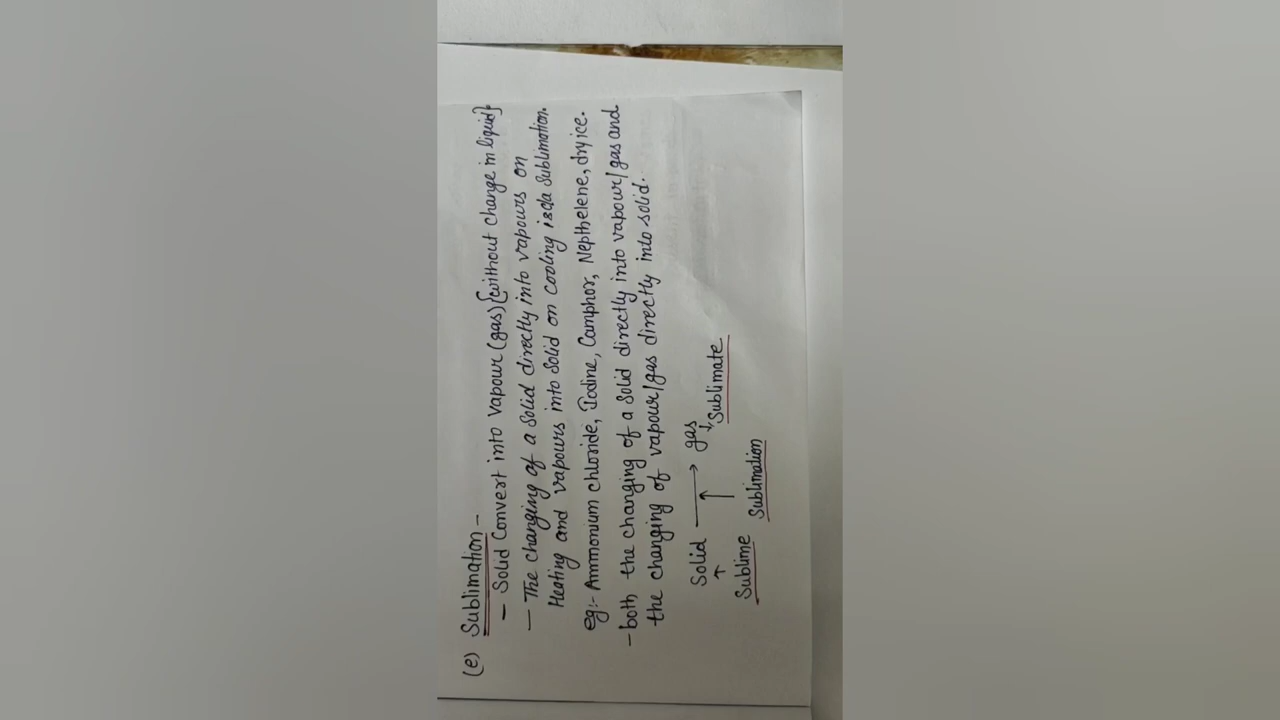 (e) Sublimation -
- Solid Convert into vapour (gas) {without change in liquid}
- The changing of a solid directly into vapours on
Heating and vapours into solid on cooling is da Sublimation.
eg:- Ammonium chloride, Iodine, Camphor, Nepthelene, dry ice.
- both the changing of a solid directly into vapour/gas and
the changing of vapour/gas directly into solid.
Solid → gas
↑ ↑ ↓
Sublime Sublimation Sublimate